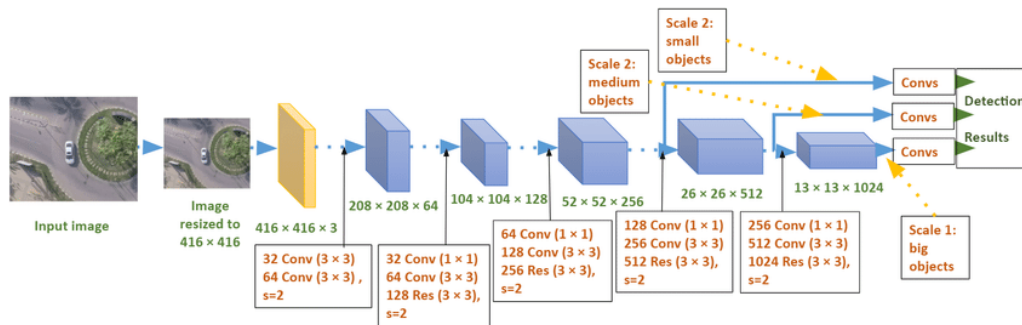 Scale 2:
small
objects
Scale 2:
medium
objects
Convs
Convs
Convs
Detection
Results
Input image
Image
resized to
416 × 416
416 × 416 × 3
208 × 208 × 64
104 × 104 × 128
52 × 52 × 256
26 × 26 × 512
13 × 13 × 1024
32 Conv (3 × 3)
64 Conv (3 × 3) ,
s=2
32 Conv (1 × 1)
64 Conv (3 × 3)
128 Res (3 × 3),
s=2
64 Conv (1 × 1)
128 Conv (3 × 3)
256 Res (3 × 3),
s=2
128 Conv (1 × 1)
256 Conv (3 × 3)
512 Res (3 × 3),
s=2
256 Conv (1 × 1)
512 Conv (3 × 3)
1024 Res (3 × 3),
s=2
Scale 1:
big
objects